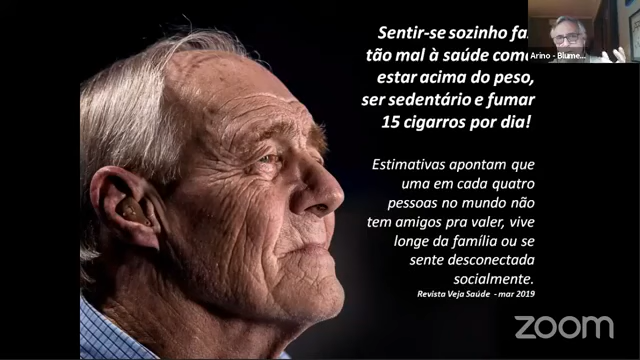 Sentir-se sozinho fa
tão mal à saúde com
estar acima do peso,
ser sedentário e fumar
15 cigarros por dia!
Arino - Blume...
Estimativas apontam que
uma em cada quatro
pessoas no mundo não
tem amigos pra valer, vive
longe da família ou se
sente desconectada
socialmente.
Revista Veja Saúde - mar 2019
zoom